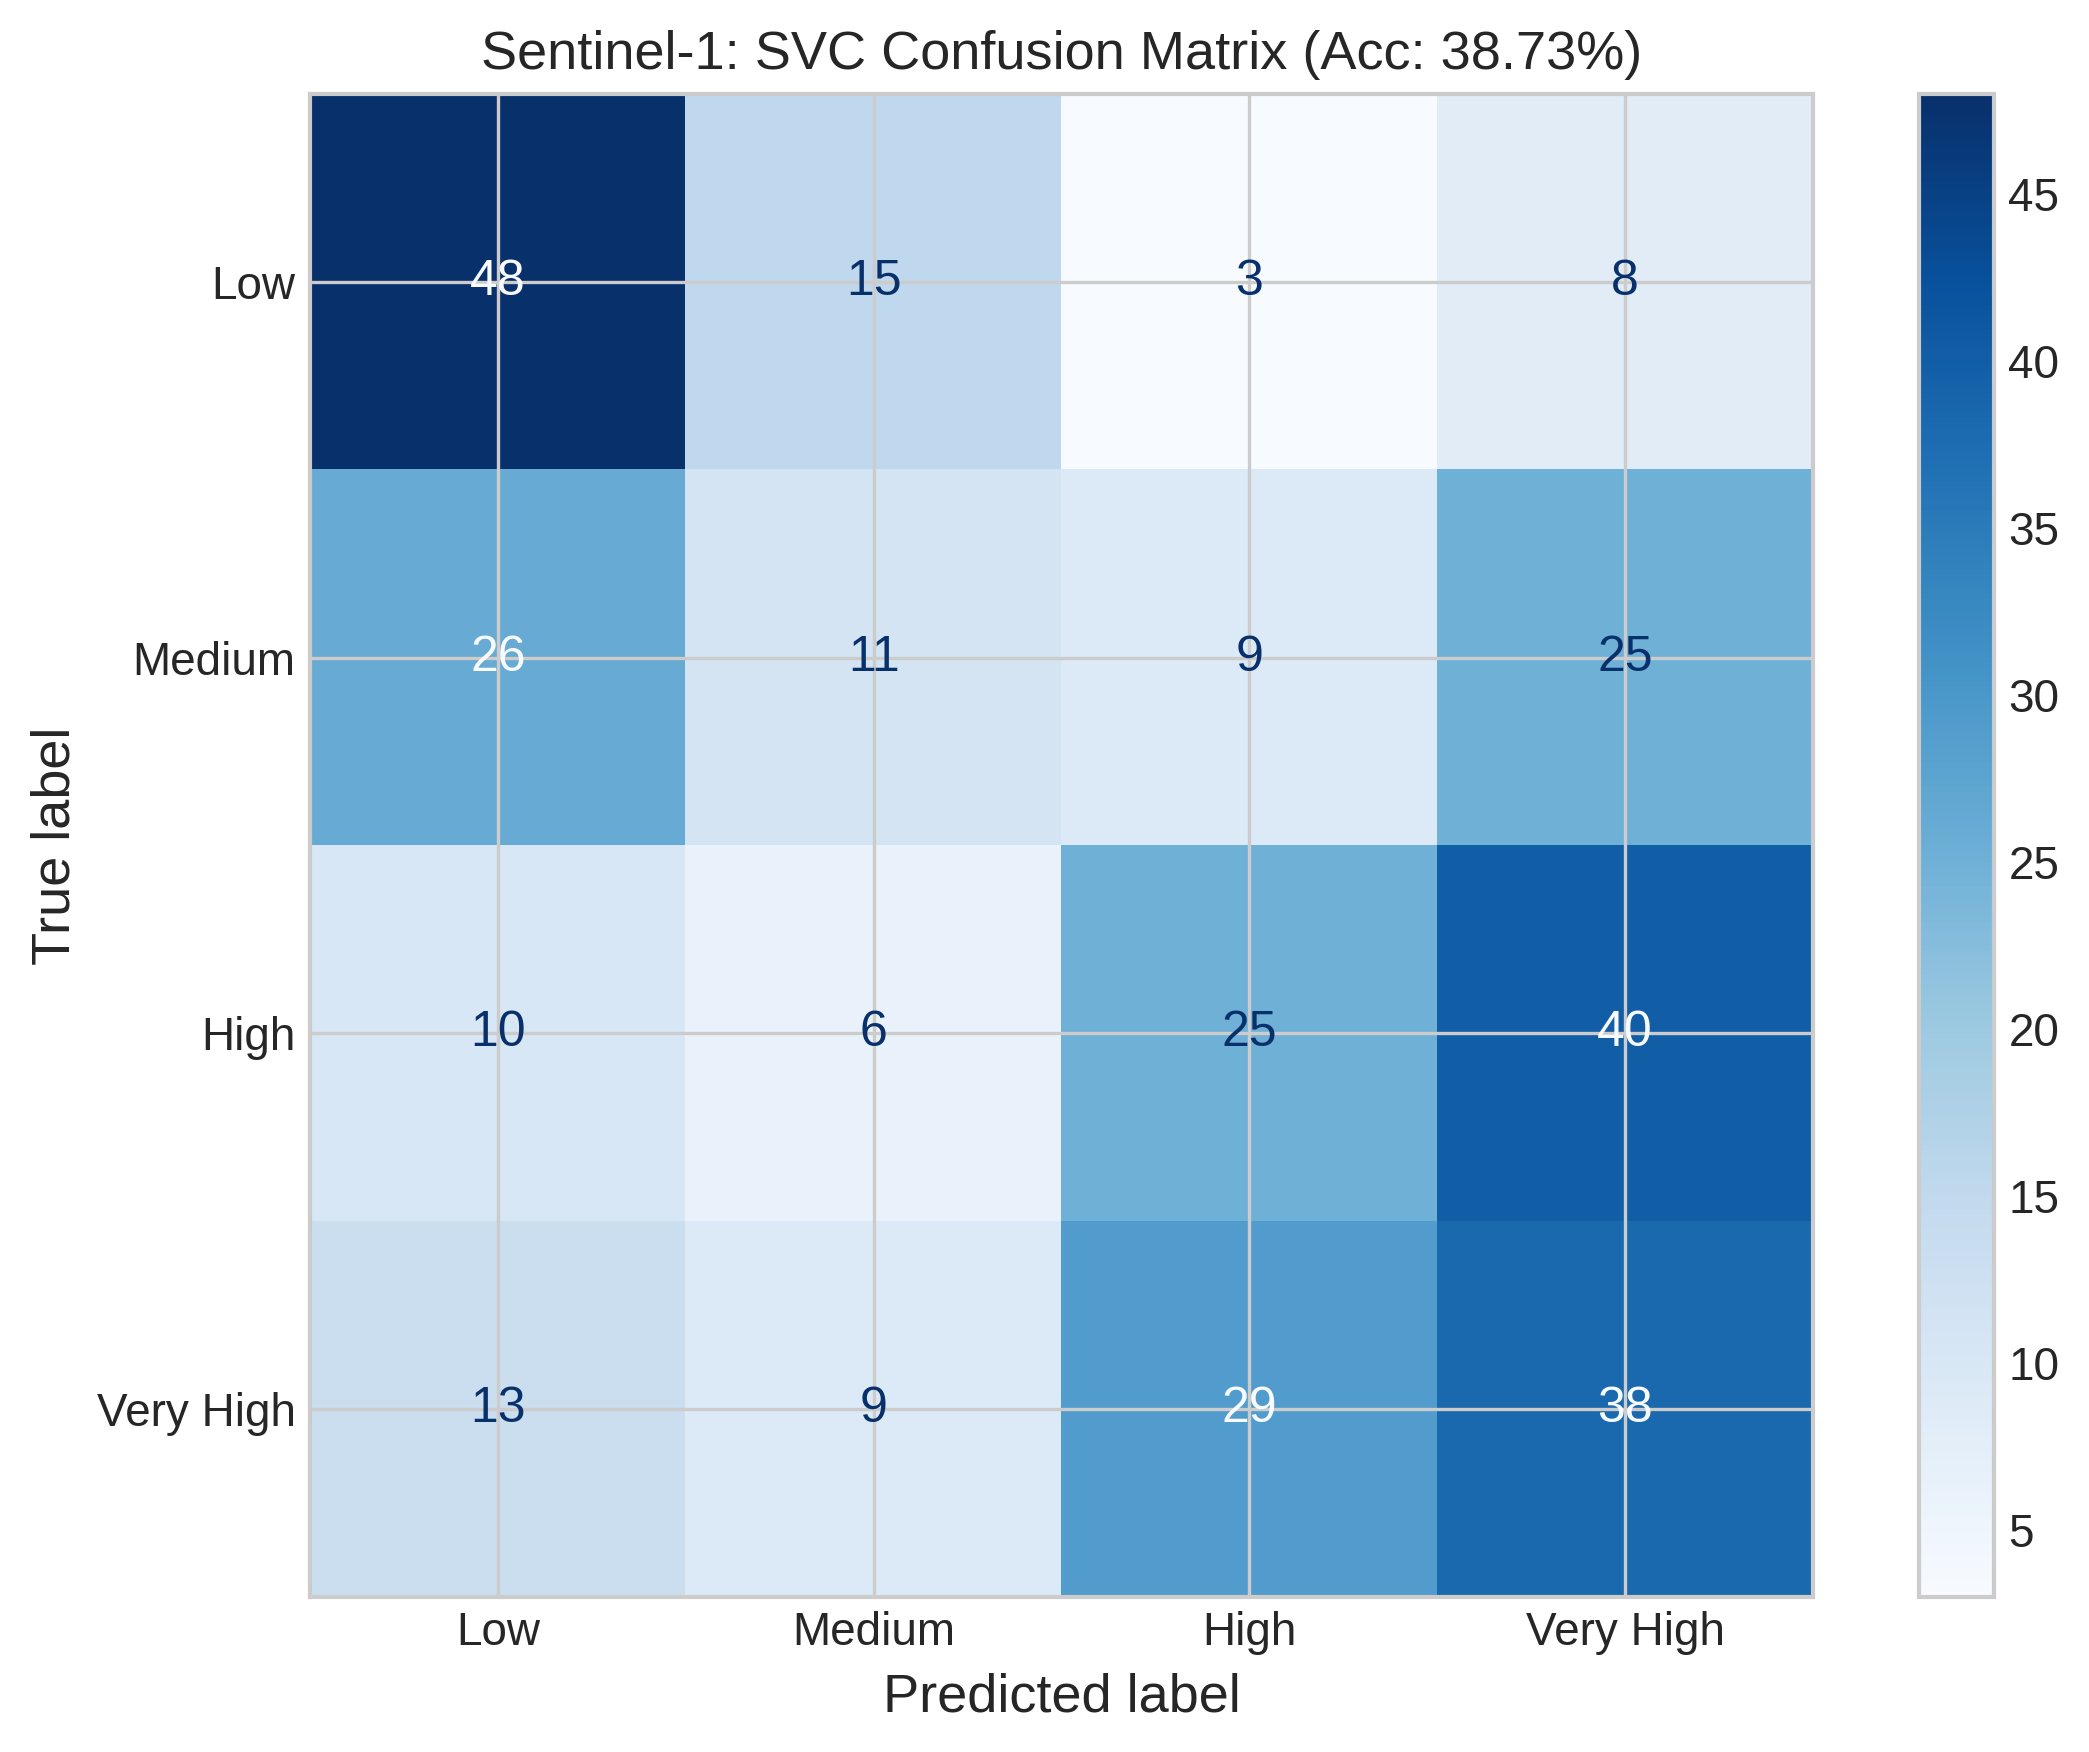 Sentinel-1: SVC Confusion Matrix (Acc: 38.73%)
Low 48 15 3 8
Medium 26 11 9 25
High 10 6 25 40
Very High 13 9 29 38
Low Medium High Very High
Predicted label
True label
45
40
35
30
25
20
15
10
5